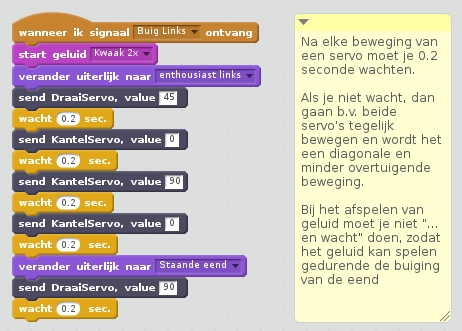 wanneer ik signaal Buig Links ontvang
start geluid Kwaak 2x
verander uiterlijk naar enthousiast links
send DraaiServo, value 45
wacht 0.2 sec.
send KantelServo, value 0
wacht 0.2 sec.
send KantelServo, value 90
wacht 0.2 sec.
send KantelServo, value 0
wacht 0.2 sec.
verander uiterlijk naar Staande eend
send DraaiServo, value 90
wacht 0.2 sec.
Na elke beweging van
een servo moet je 0.2
seconde wachten.
Als je niet wacht, dan
gaan b.v. beide
servo's tegelijk
bewegen en wordt het
een diagonale en
minder overtuigende
beweging.
Bij het afspelen van
geluid moet je niet "...
en wacht" doen, zodat
het geluid kan spelen
gedurende de buiging
van de eend